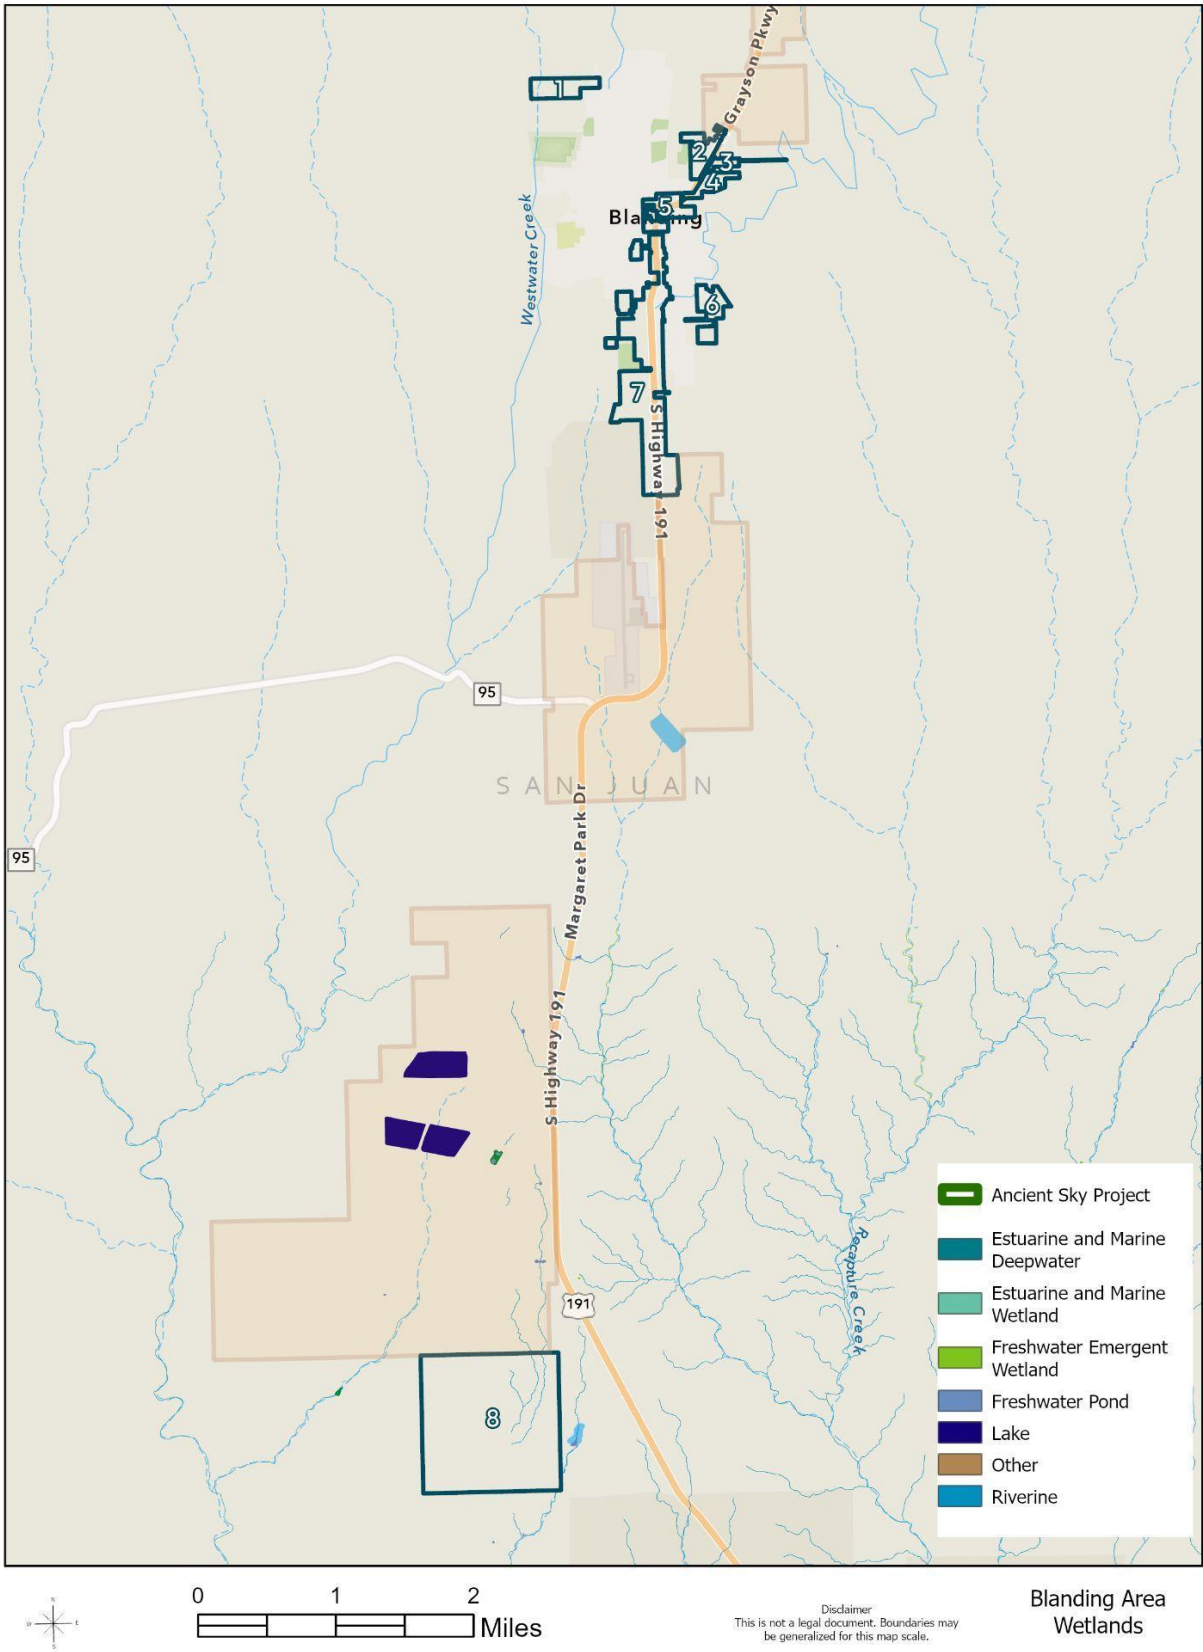 Grayson Pkwy
1
2
3
4
5
Blanding
Westwater Creek
6
7
S Highway 191
95
SAN JUAN
Margaret Park Dr
95
S Highway 191
Recapture Creek
191
8
Ancient Sky Project
Estuarine and Marine
Deepwater
Estuarine and Marine
Wetland
Freshwater Emergent
Wetland
Freshwater Pond
Lake
Other
Riverine
N
W
E
S
0 1 2
Miles
Disclaimer
This is not a legal document. Boundaries may
be generalized for this map scale.
Blanding Area
Wetlands